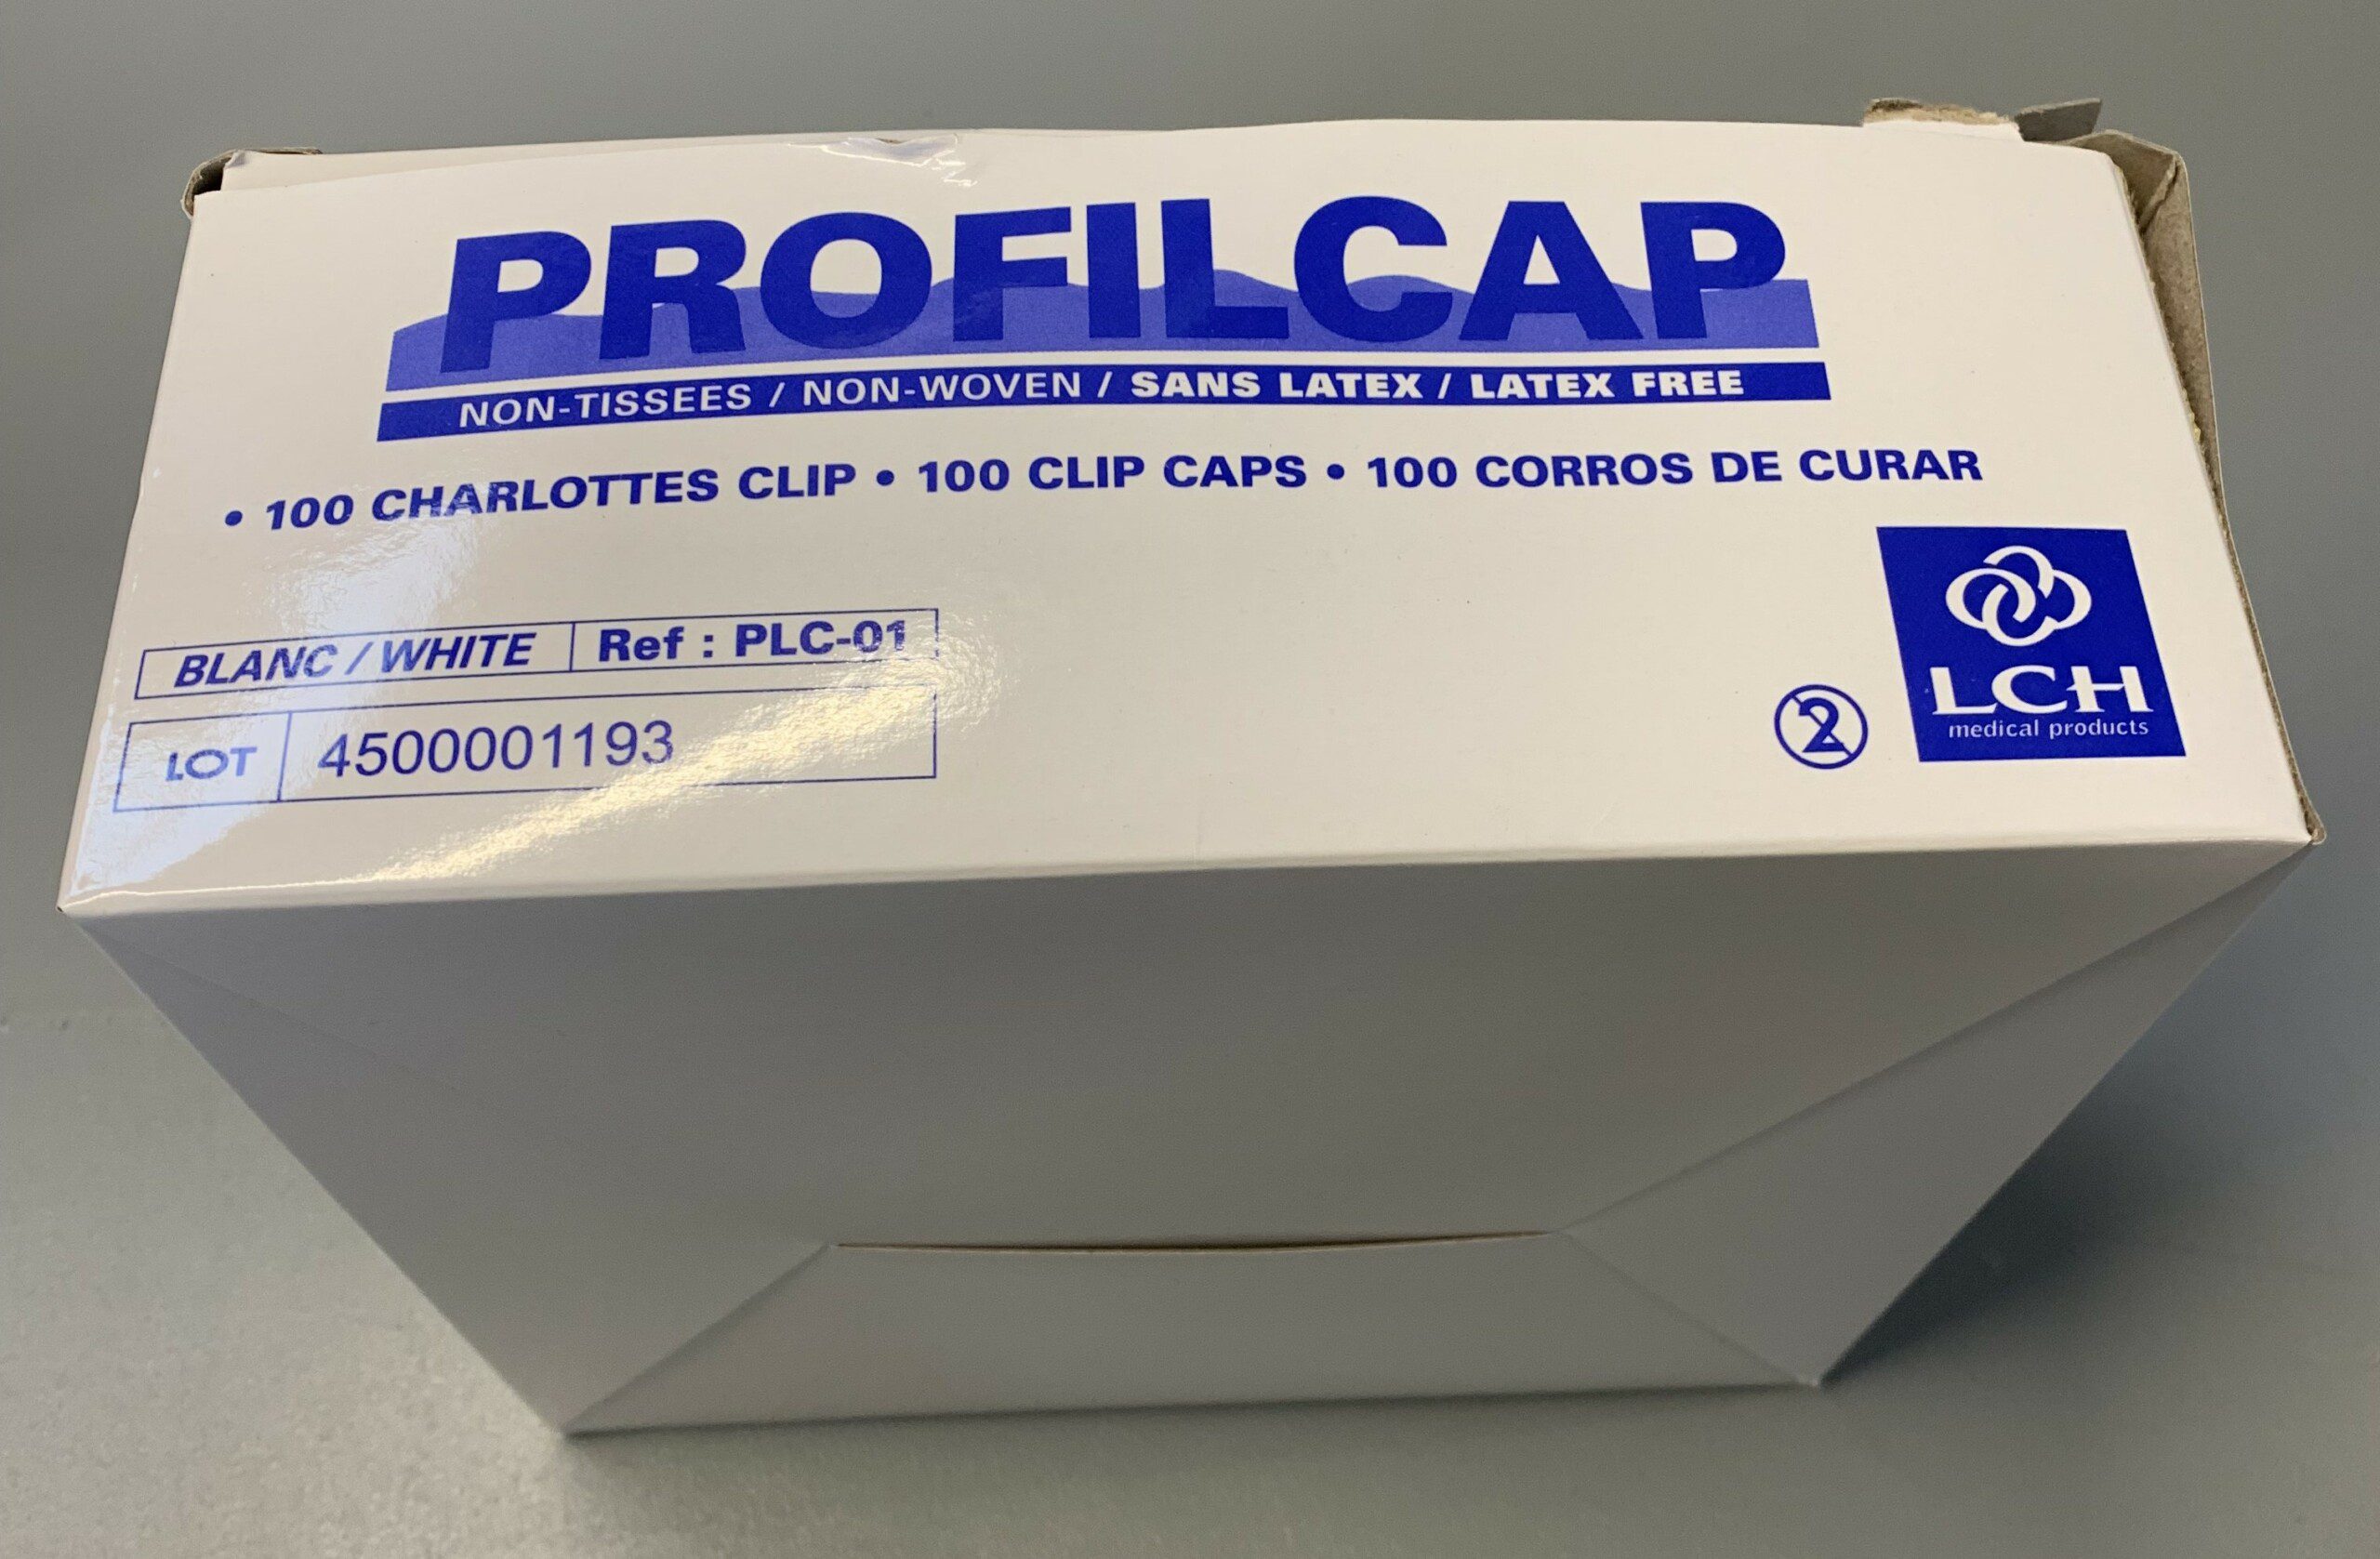 PROFILCAP
NON-TISSEES / NON-WOVEN / SANS LATEX / LATEX FREE
• 100 CHARLOTTES CLIP • 100 CLIP CAPS • 100 CORROS DE CURAR
BLANC / WHITE Ref : PLC-01
LOT 4500001193
2
LCH
medical products